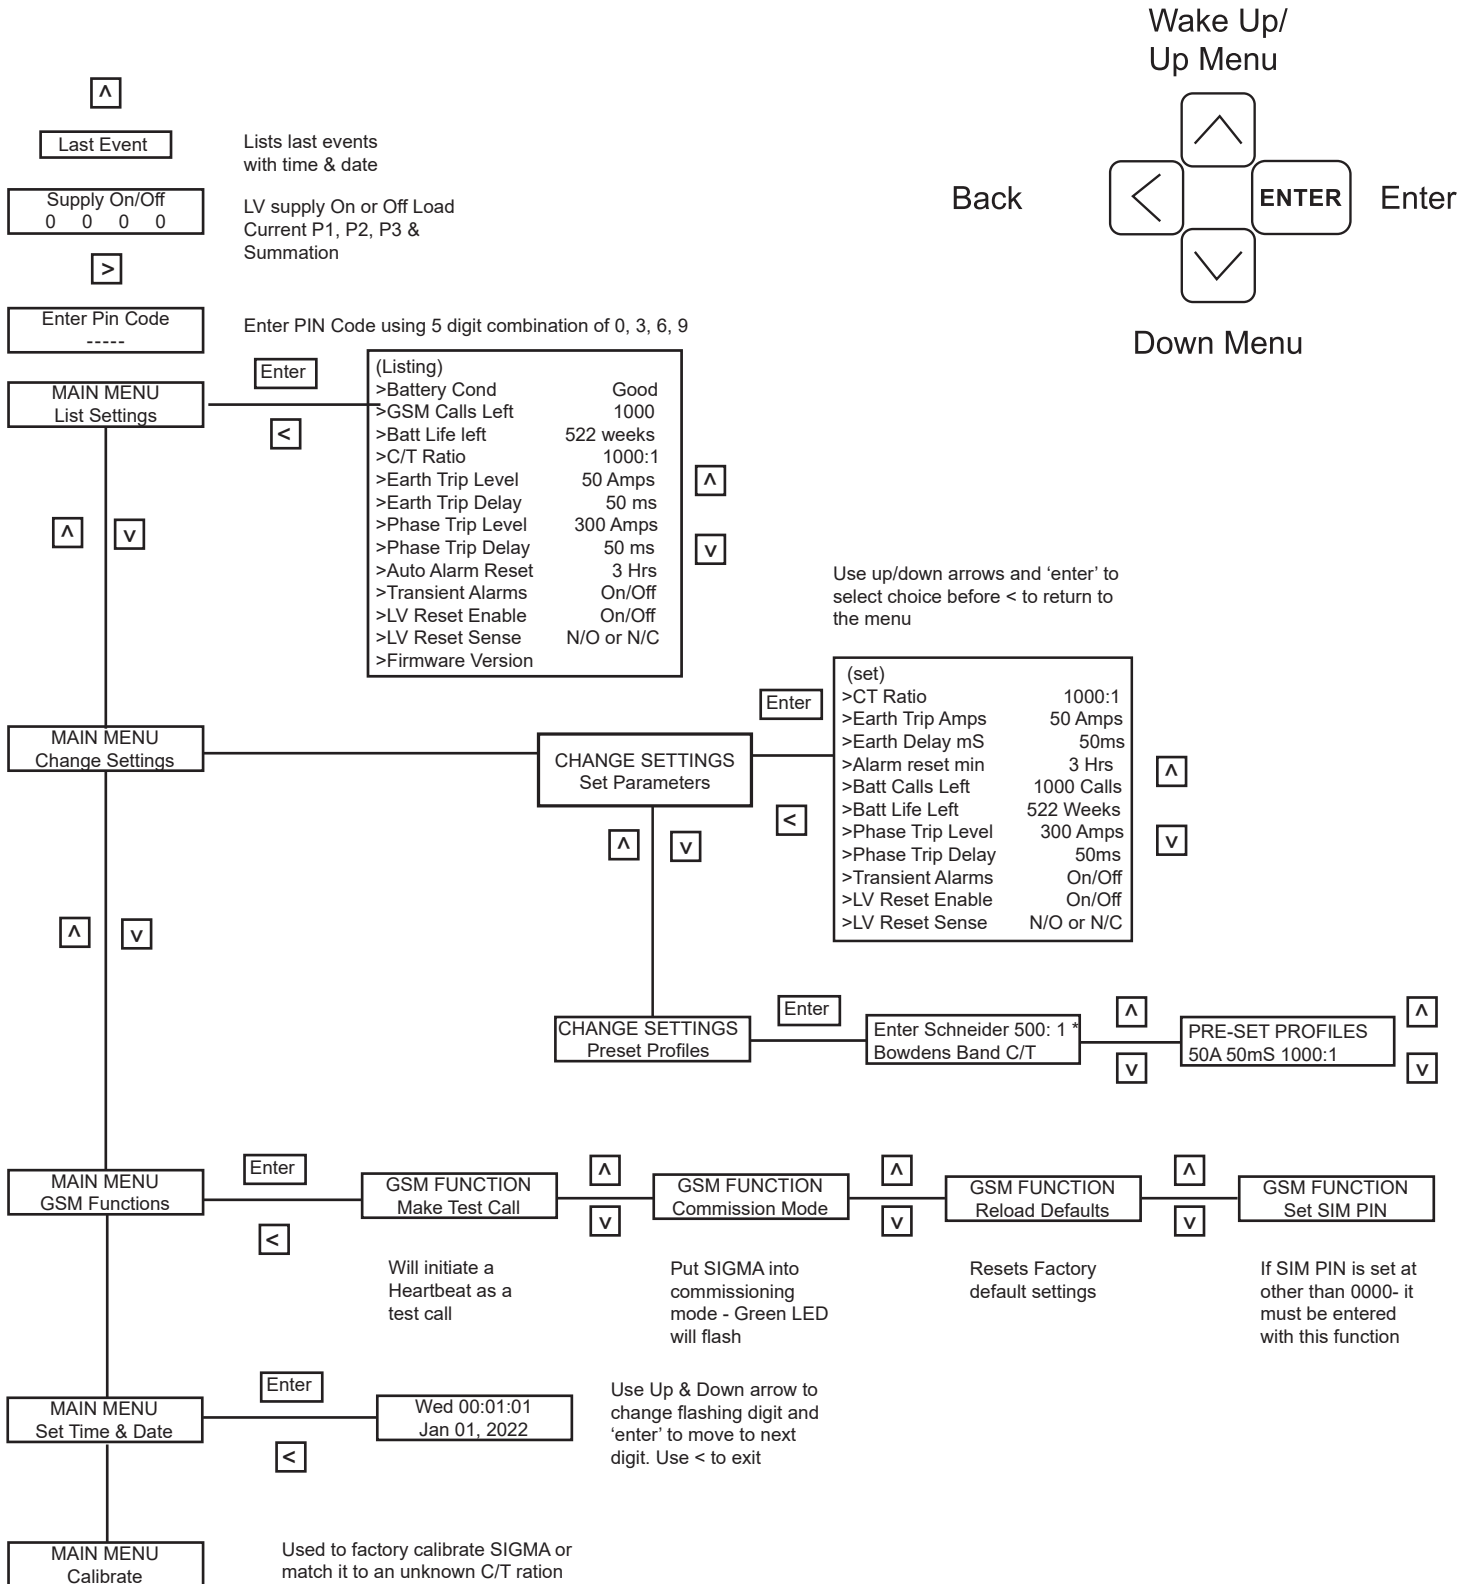 Wake Up/
Up Menu
^
Last Event
Lists last events
with time & date
Supply On/Off
0 0 0 0
LV supply On or Off Load
Current P1, P2, P3 &
Summation
Back
ENTER
Enter
Down Menu
>
Enter Pin Code
-----
Enter PIN Code using 5 digit combination of 0, 3, 6, 9
MAIN MENU
List Settings
Enter
<
(Listing)
>Battery Cond Good
>GSM Calls Left 1000
>Batt Life left 522 weeks
>C/T Ratio 1000:1
>Earth Trip Level 50 Amps
>Earth Trip Delay 50 ms
>Phase Trip Level 300 Amps
>Phase Trip Delay 50 ms
>Auto Alarm Reset 3 Hrs
>Transient Alarms On/Off
>LV Reset Enable On/Off
>LV Reset Sense N/O or N/C
>Firmware Version
^
v
^ v
Use up/down arrows and ‘enter’ to
select choice before < to return to
the menu
MAIN MENU
Change Settings
CHANGE SETTINGS
Set Parameters
Enter
<
(set)
>CT Ratio 1000:1
>Earth Trip Amps 50 Amps
>Earth Delay mS 50ms
>Alarm reset min 3 Hrs
>Batt Calls Left 1000 Calls
>Batt Life Left 522 Weeks
>Phase Trip Level 300 Amps
>Phase Trip Delay 50ms
>Transient Alarms On/Off
>LV Reset Enable On/Off
>LV Reset Sense N/O or N/C
^
v
^ v
^ v
CHANGE SETTINGS
Preset Profiles
Enter
Enter Schneider 500: 1 *
Bowdens Band C/T
^
v
PRE-SET PROFILES
50A 50mS 1000:1
^
v
MAIN MENU
GSM Functions
Enter
<
GSM FUNCTION
Make Test Call
^
v
GSM FUNCTION
Commission Mode
^
v
GSM FUNCTION
Reload Defaults
^
v
GSM FUNCTION
Set SIM PIN
Will initiate a
Heartbeat as a
test call
Put SIGMA into
commissioning
mode - Green LED
will flash
Resets Factory
default settings
If SIM PIN is set at
other than 0000- it
must be entered
with this function
MAIN MENU
Set Time & Date
Enter
<
Wed 00:01:01
Jan 01, 2022
Use Up & Down arrow to
change flashing digit and
‘enter’ to move to next
digit. Use < to exit
MAIN MENU
Calibrate
Used to factory calibrate SIGMA or
match it to an unknown C/T ration